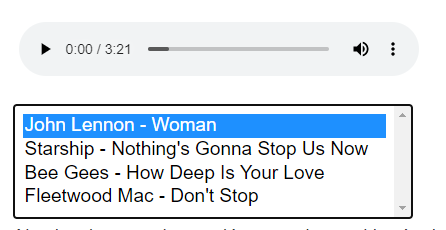 0:00 / 3:21
John Lennon - Woman
Starship - Nothing's Gonna Stop Us Now
Bee Gees - How Deep Is Your Love
Fleetwood Mac - Don't Stop